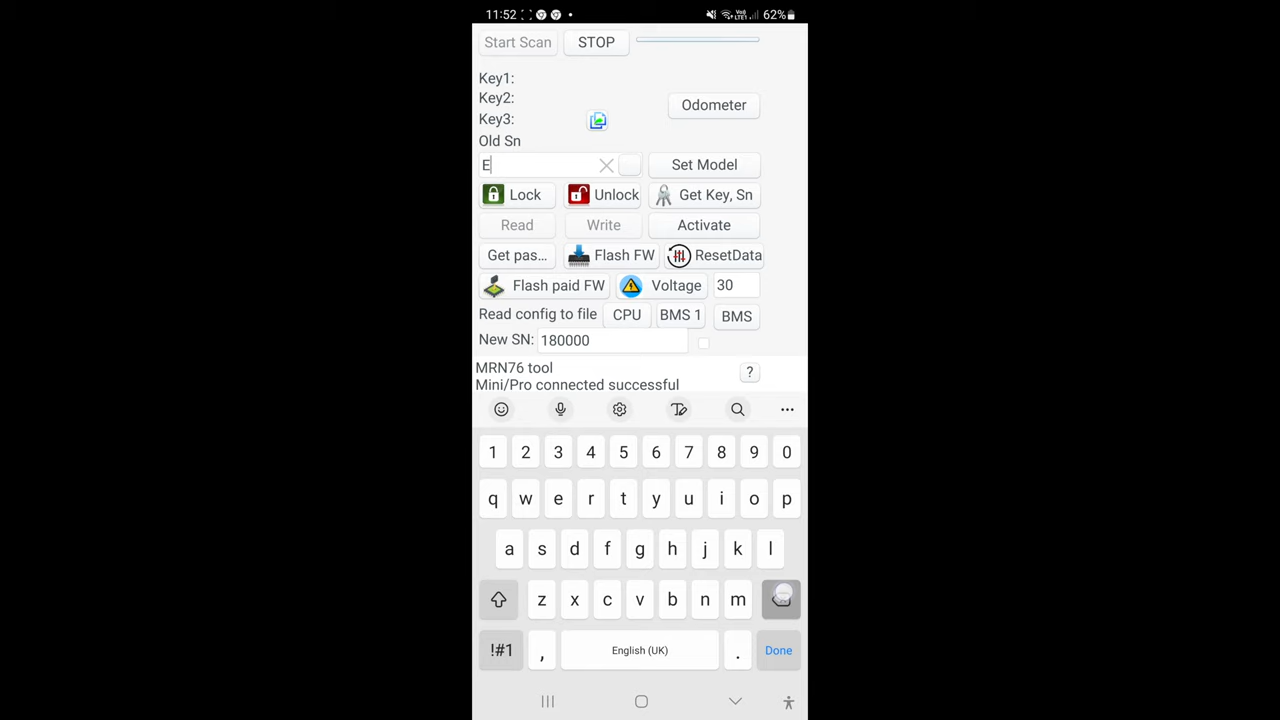 11:52 Vo) LTE1 62%
Start Scan STOP
Key1:
Key2:
Odometer
Key3:
Old Sn
E Set Model
Lock Unlock Get Key, Sn
Read Write Activate
Get pas... Flash FW ResetData
Flash paid FW Voltage 30
Read config to file CPU BMS 1 BMS
New SN: 180000
MRN76 tool
?
Mini/Pro connected successful
1 2 3 4 5 6 7 8 9 0
q w e r t y u i o p
a s d f g h j k l
z x c v b n m
!#1 , English (UK) . Done